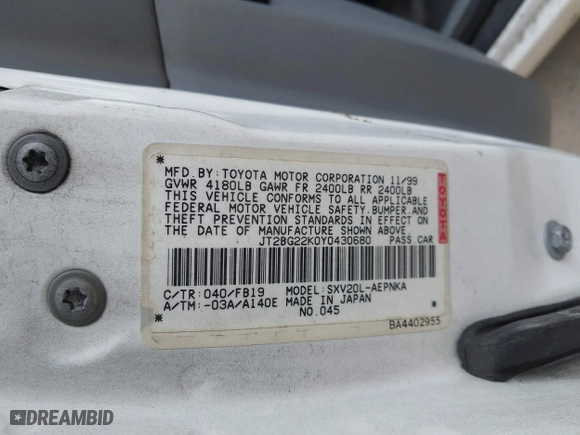 MFD. BY: TOYOTA MOTOR CORPORATION 11/99
GVWR 4180LB GAWR FR 2400LB RR 2400LB
THIS VEHICLE CONFORMS TO ALL APPLICABLE
FEDERAL MOTOR VEHICLE SAFETY, BUMPER, AND
THEFT PREVENTION STANDARDS IN EFFECT ON
THE DATE OF MANUFACTURE SHOWN ABOVE.
JT2BG22K0Y0430680 PASS. CAR
C/TR: 040/FB19 MODEL: SXV20L-AEPNKA
A/TM: -03A/A140E MADE IN JAPAN
NO.045
BA4402955
TOYOTA
DREAMBID